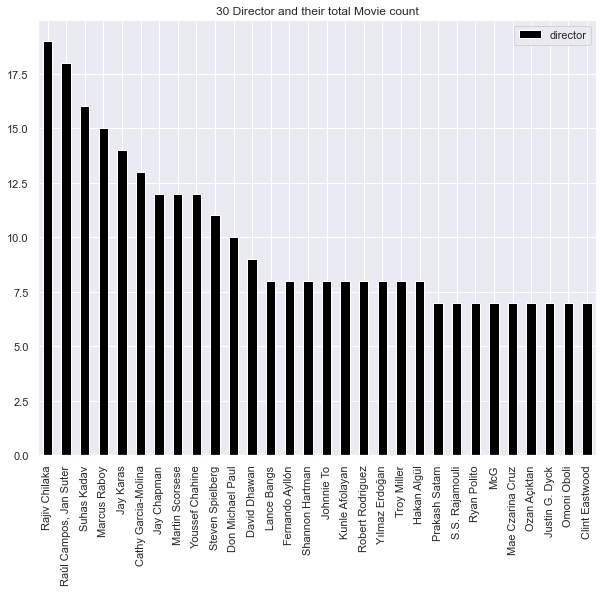 30 Director and their total Movie count
director
17.5
15.0
12.5
10.0
7.5
5.0
2.5
0.0
Rajiv Chilaka
Raúl Campos, Jan Suter
Suhas Kadav
Marcus Raboy
Jay Karas
Cathy Garcia-Molina
Jay Chapman
Martin Scorsese
Youssef Chahine
Steven Spielberg
Don Michael Paul
David Dhawan
Lance Bangs
Fernando Ayllón
Shannon Hartman
Johnnie To
Kunle Afolayan
Robert Rodriguez
Yılmaz Erdoğan
Troy Miller
Hakan Algül
Prakash Satam
S.S. Rajamouli
Ryan Polito
McG
Mae Czarina Cruz
Ozan Açıktan
Justin G. Dyck
Omoni Oboli
Clint Eastwood